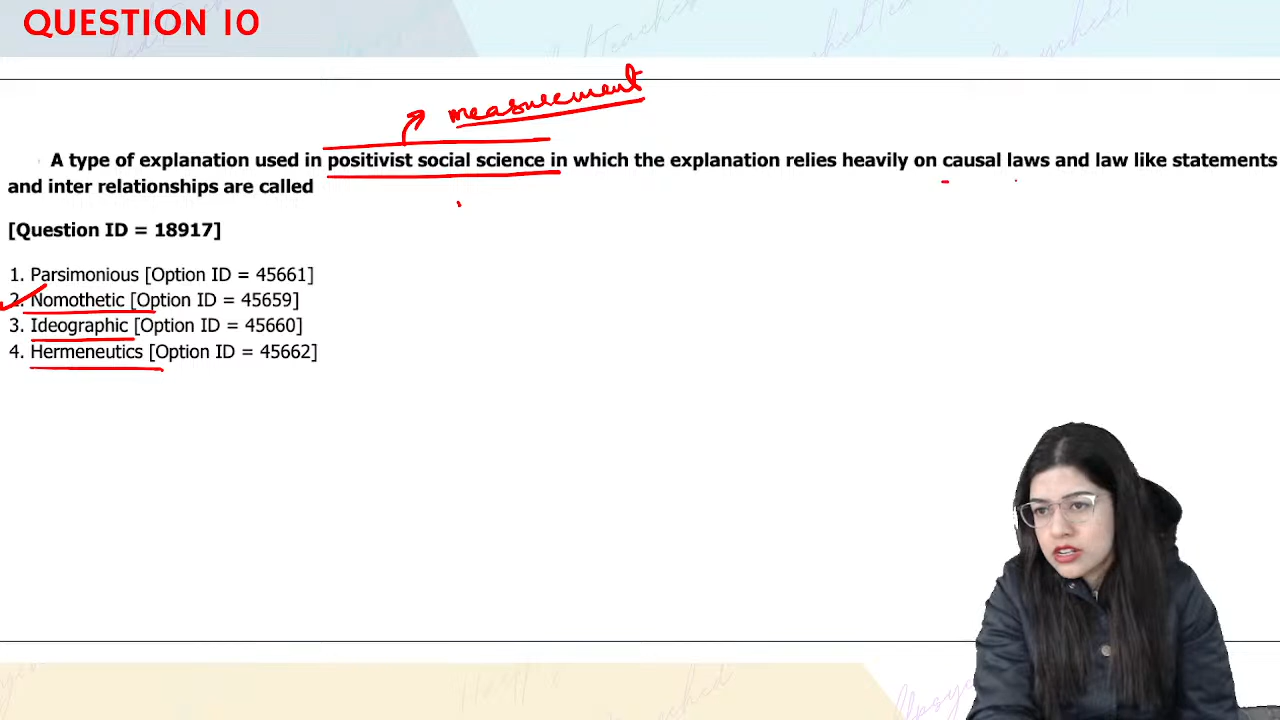 QUESTION 10
measurement
A type of explanation used in positivist social science in which the explanation relies heavily on causal laws and law like statements
and inter relationships are called
[Question ID = 18917]
1. Parsimonious [Option ID = 45661]
2. Nomothetic [Option ID = 45659]
3. Ideographic [Option ID = 45660]
4. Hermeneutics [Option ID = 45662]